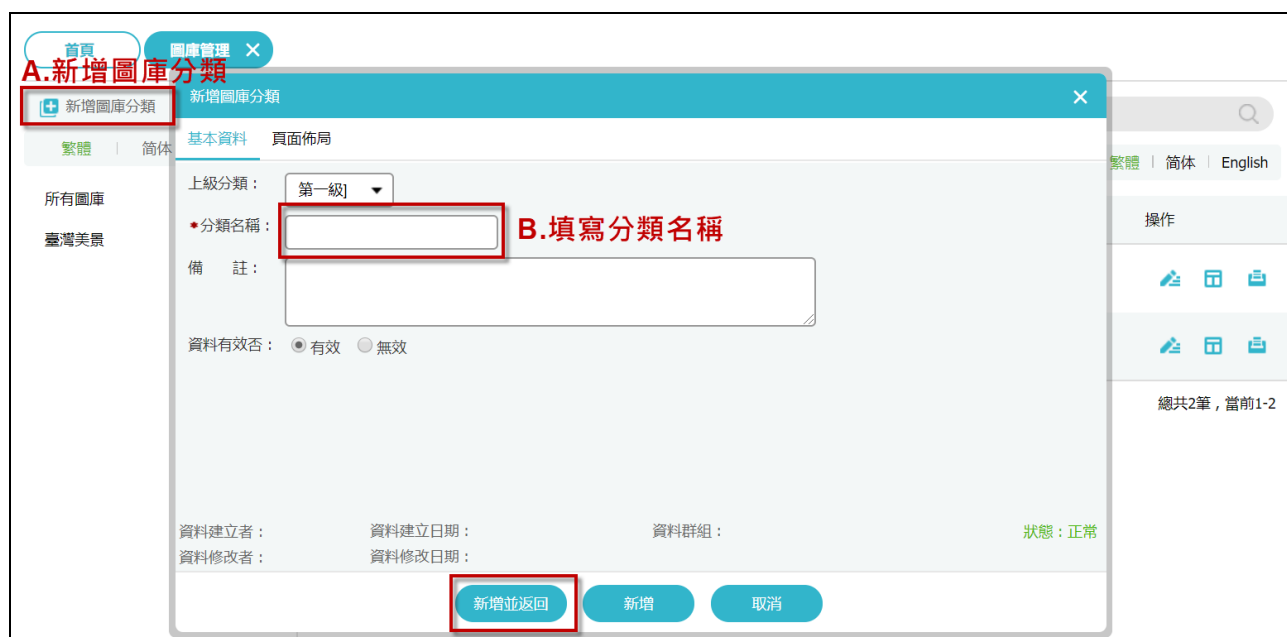 首頁
圖庫管理 ×
A.新增圖庫分類
新增圖庫分類
新增圖庫分類 ×
繁體 | 简体
基本資料 頁面佈局
繁體 | 简体 | English
所有圖庫
臺灣美景
上級分類： 第一級]
*分類名稱：
B.填寫分類名稱
操作
備 註：
資料有效否： 有效 無效
總共2筆，當前1-2
資料建立者： 資料建立日期： 資料群組： 狀態：正常
資料修改者： 資料修改日期：
新增並返回 新增 取消